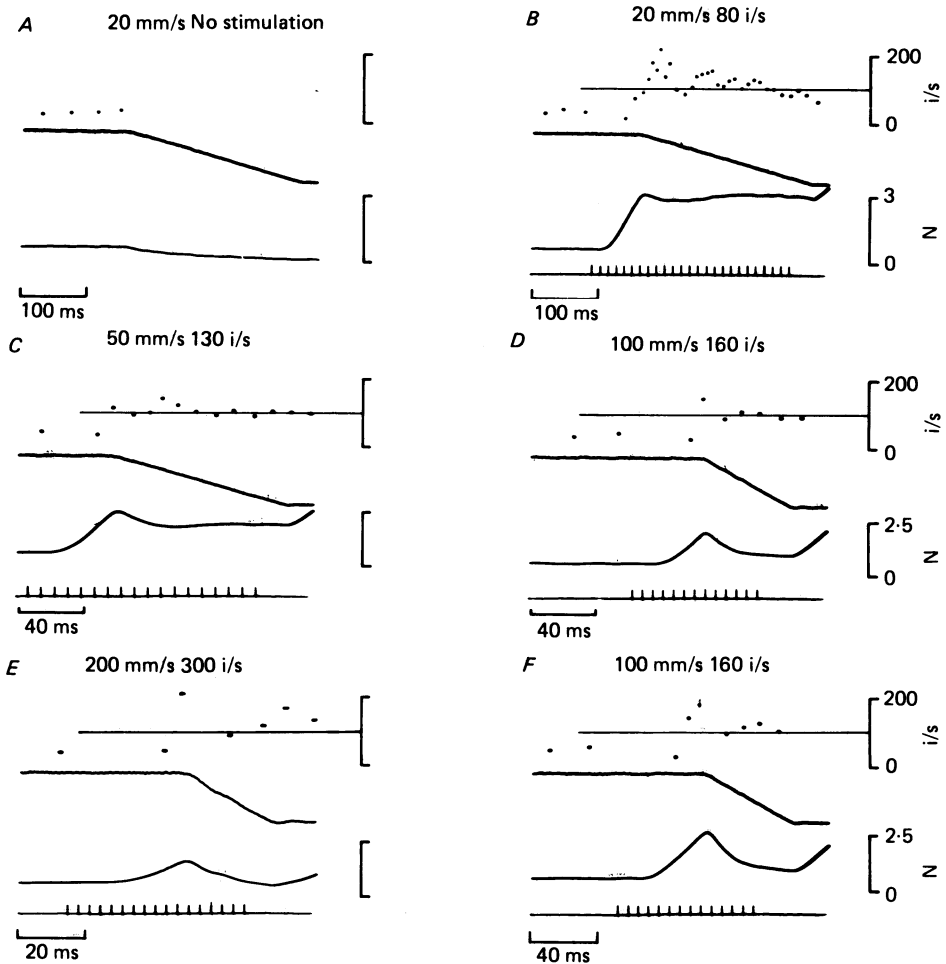 A
20 mm/s No stimulation
100 ms
B
20 mm/s 80 i/s
200
0
i/s
3
0
N
100 ms
C
50 mm/s 130 i/s
40 ms
D
100 mm/s 160 i/s
200
0
i/s
2·5
0
N
40 ms
E
200 mm/s 300 i/s
20 ms
F
100 mm/s 160 i/s
200
0
i/s
2·5
0
N
40 ms